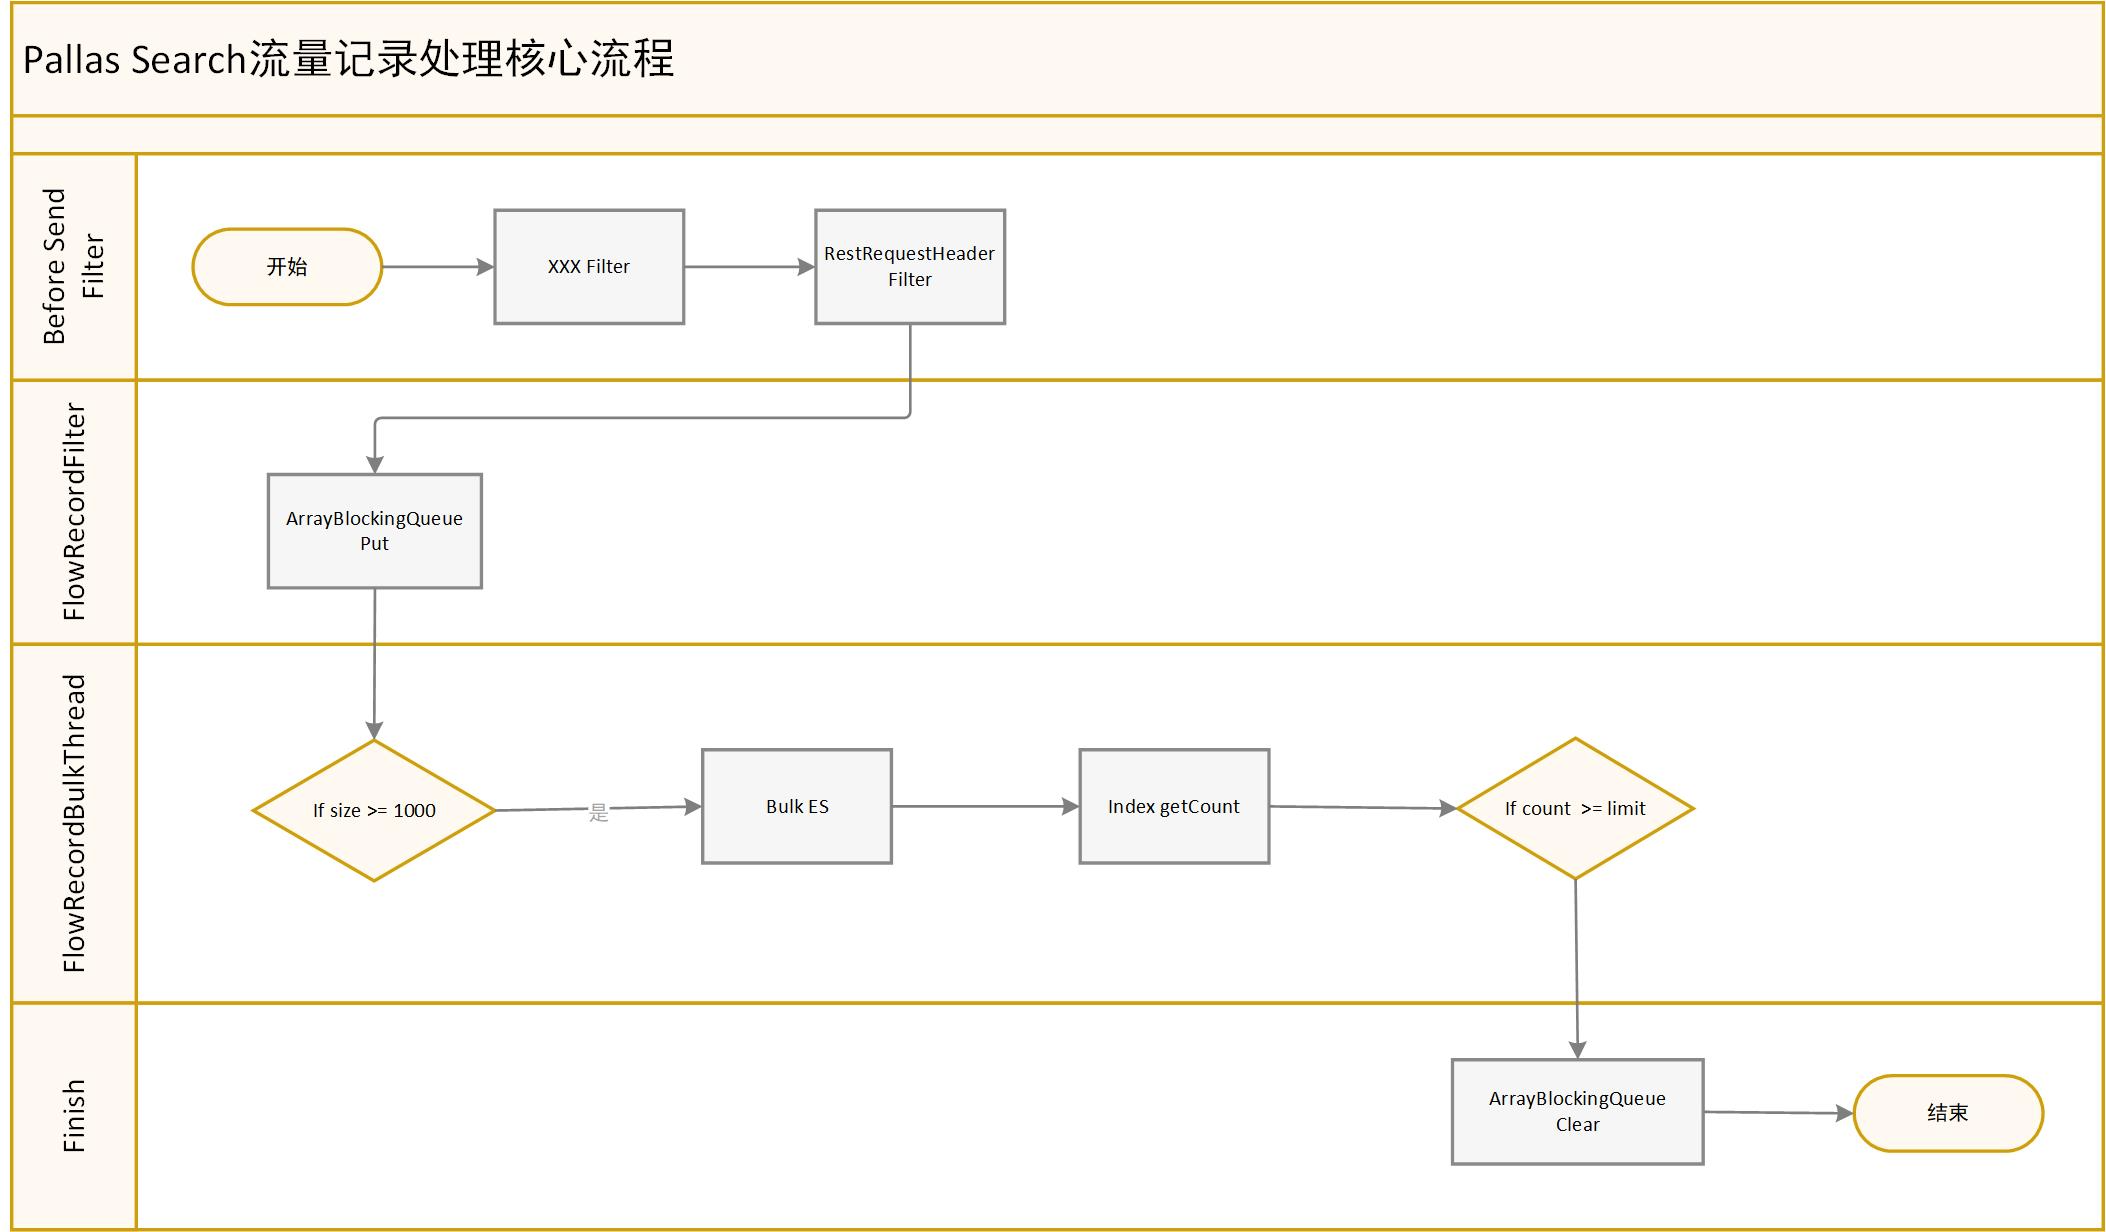 Pallas Search流量记录处理核心流程
Before Send
Filter
开始
XXX Filter
RestRequestHeader
Filter
FlowRecordFilter
ArrayBlockingQueue
Put
FlowRecordBulkThread
If size >= 1000
是
Bulk ES
Index getCount
If count  >= limit
Finish
ArrayBlockingQueue
Clear
结束